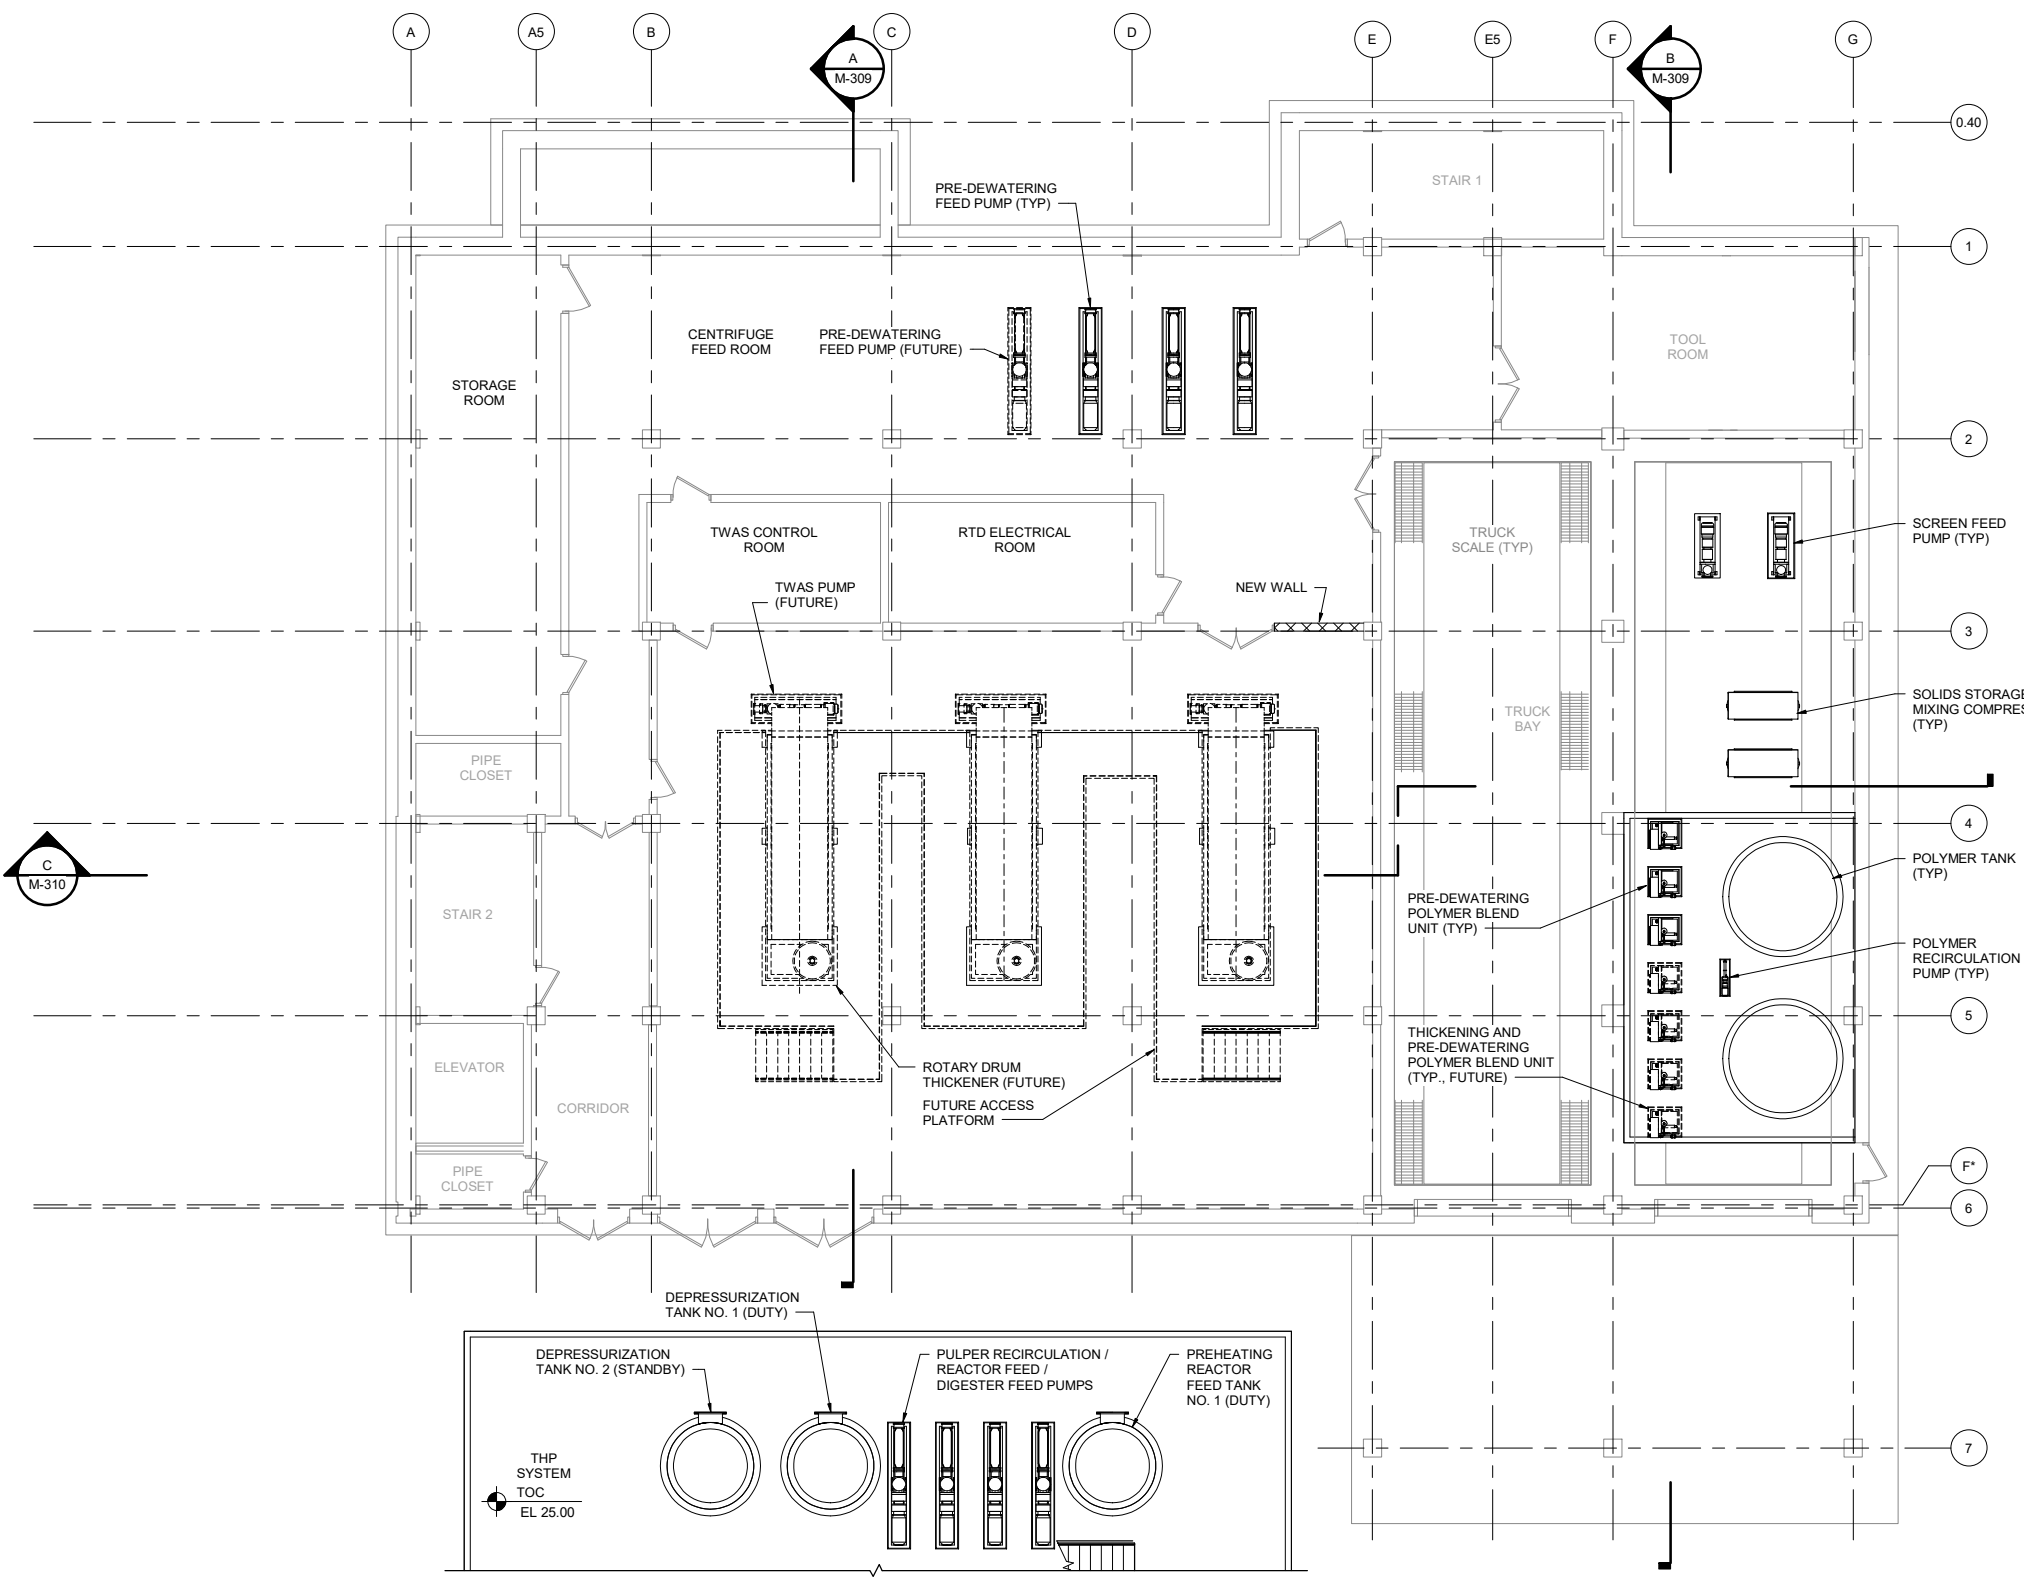 A
A5
B
C
D
E
E5
F
G
A
M-309
B
M-309
0.40
1
2
3
4
5
F*
6
7
C
M-310
STAIR 1
PRE-DEWATERING
FEED PUMP (TYP)
CENTRIFUGE
FEED ROOM
PRE-DEWATERING
FEED PUMP (FUTURE)
TOOL
ROOM
STORAGE
ROOM
TWAS CONTROL
ROOM
RTD ELECTRICAL
ROOM
TRUCK
SCALE (TYP)
SCREEN FEED
PUMP (TYP)
TWAS PUMP
(FUTURE)
NEW WALL
SOLIDS STORAGE
MIXING COMPRES
(TYP)
TRUCK
BAY
PIPE
CLOSET
POLYMER TANK
(TYP)
PRE-DEWATERING
POLYMER BLEND
UNIT (TYP)
STAIR 2
POLYMER
RECIRCULATION
PUMP (TYP)
THICKENING AND
PRE-DEWATERING
POLYMER BLEND UNIT
(TYP., FUTURE)
ELEVATOR
ROTARY DRUM
THICKENER (FUTURE)
FUTURE ACCESS
PLATFORM
CORRIDOR
PIPE
CLOSET
DEPRESSURIZATION
TANK NO. 1 (DUTY)
DEPRESSURIZATION
TANK NO. 2 (STANDBY)
PULPER RECIRCULATION /
REACTOR FEED /
DIGESTER FEED PUMPS
PREHEATING
REACTOR
FEED TANK
NO. 1 (DUTY)
THP
SYSTEM
TOC
EL 25.00